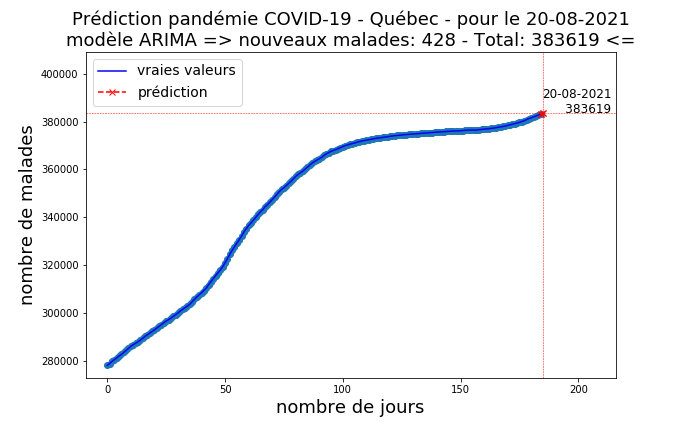 Prédiction pandémie COVID-19 - Québec - pour le 20-08-2021
modèle ARIMA => nouveaux malades: 428 - Total: 383619 <=
vraies valeurs
prédiction
20-08-2021
383619
nombre de malades
400000
380000
360000
340000
320000
300000
280000
0 50 100 150 200
nombre de jours